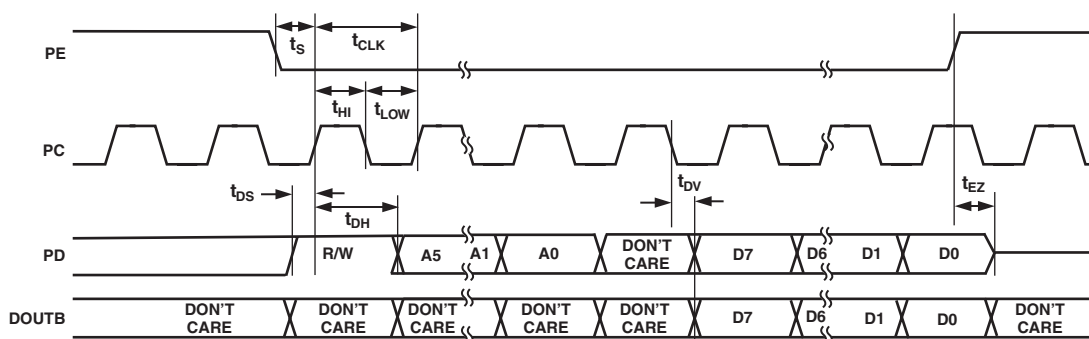 t_S t_CLK
PE
t_HI t_LOW
PC
t_DS t_DH t_DV t_EZ
PD R/W A5 A1 A0 DON'T CARE D7 D6 D1 D0
DOUTB DON'T CARE DON'T CARE DON'T CARE DON'T CARE DON'T CARE D7 D6 D1 D0 DON'T CARE